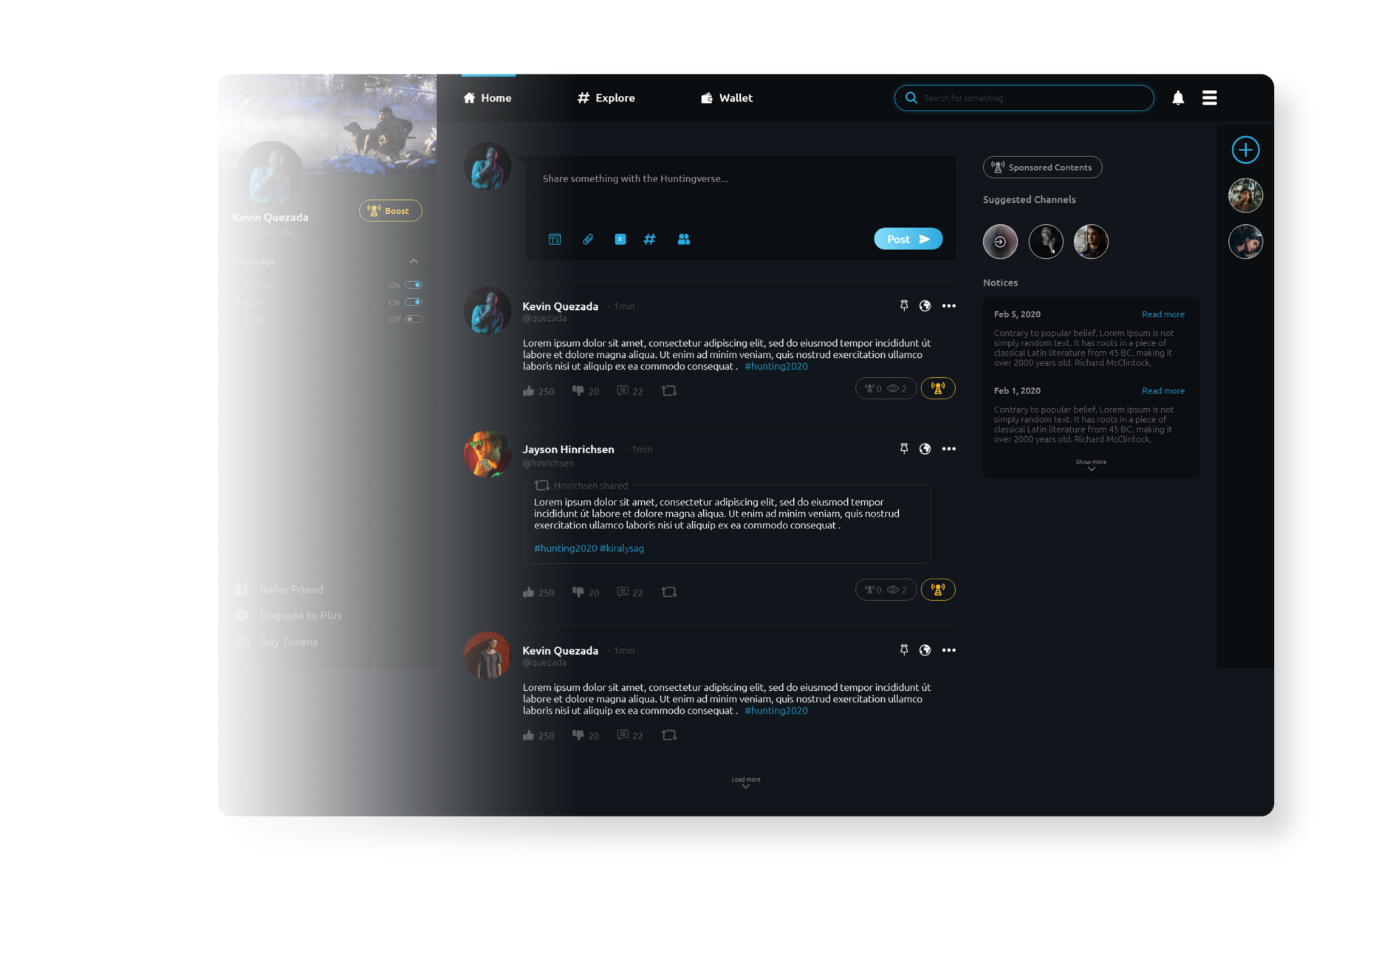 Home
Explore
Wallet
Search for something
Kevin Quezada
Boost
HashTags
On
On
Off
Refer Friend
Upgrade to Plus
Buy Tokens
Share something with the Huntingverse...
Post
Kevin Quezada · 1min
@quezada
Lorem ipsum dolor sit amet, consectetur adipiscing elit, sed do eiusmod tempor incididunt út
labore et dolore magna aliqua. Ut enim ad minim veniam, quis nostrud exercitation ullamco
laboris nisi ut aliquip ex ea commodo consequat . #hunting2020
250 20 22 0 2
Jayson Hinrichsen · 1min
@hinrichsen
Hinrichsen shared
Lorem ipsum dolor sit amet, consectetur adipiscing elit, sed do eiusmod tempor
incididunt út labore et dolore magna aliqua. Ut enim ad minim veniam, quis nostrud
exercitation ullamco laboris nisi ut aliquip ex ea commodo consequat .
#hunting2020 #kiralysag
250 20 22 0 2
Kevin Quezada · 1min
@quezada
Lorem ipsum dolor sit amet, consectetur adipiscing elit, sed do eiusmod tempor incididunt út
labore et dolore magna aliqua. Ut enim ad minim veniam, quis nostrud exercitation ullamco
laboris nisi ut aliquip ex ea commodo consequat . #hunting2020
250 20 22
Load more
Sponsored Contents
Suggested Channels
Notices
Feb 5, 2020 Read more
Contrary to popular belief, Lorem Ipsum is not
simply random text. It has roots in a piece of
classical Latin literature from 45 BC, making it
over 2000 years old. Richard McClintock,
Feb 1, 2020 Read more
Contrary to popular belief, Lorem Ipsum is not
simply random text. It has roots in a piece of
classical Latin literature from 45 BC, making it
over 2000 years old. Richard McClintock,
Show more